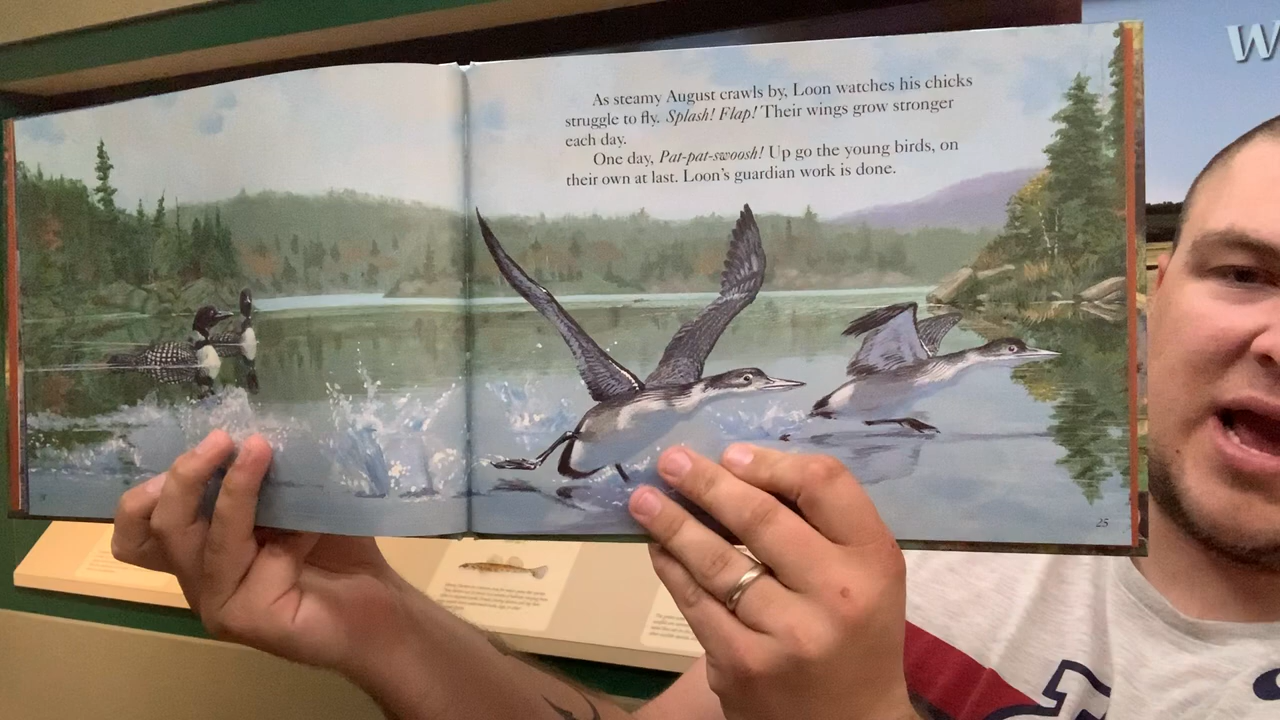 As steamy August crawls by, Loon watches his chicks
struggle to fly. Splash! Flap! Their wings grow stronger
each day.
One day, Pat-pat-swoosh! Up go the young birds, on
their own at last. Loon's guardian work is done.
25
W